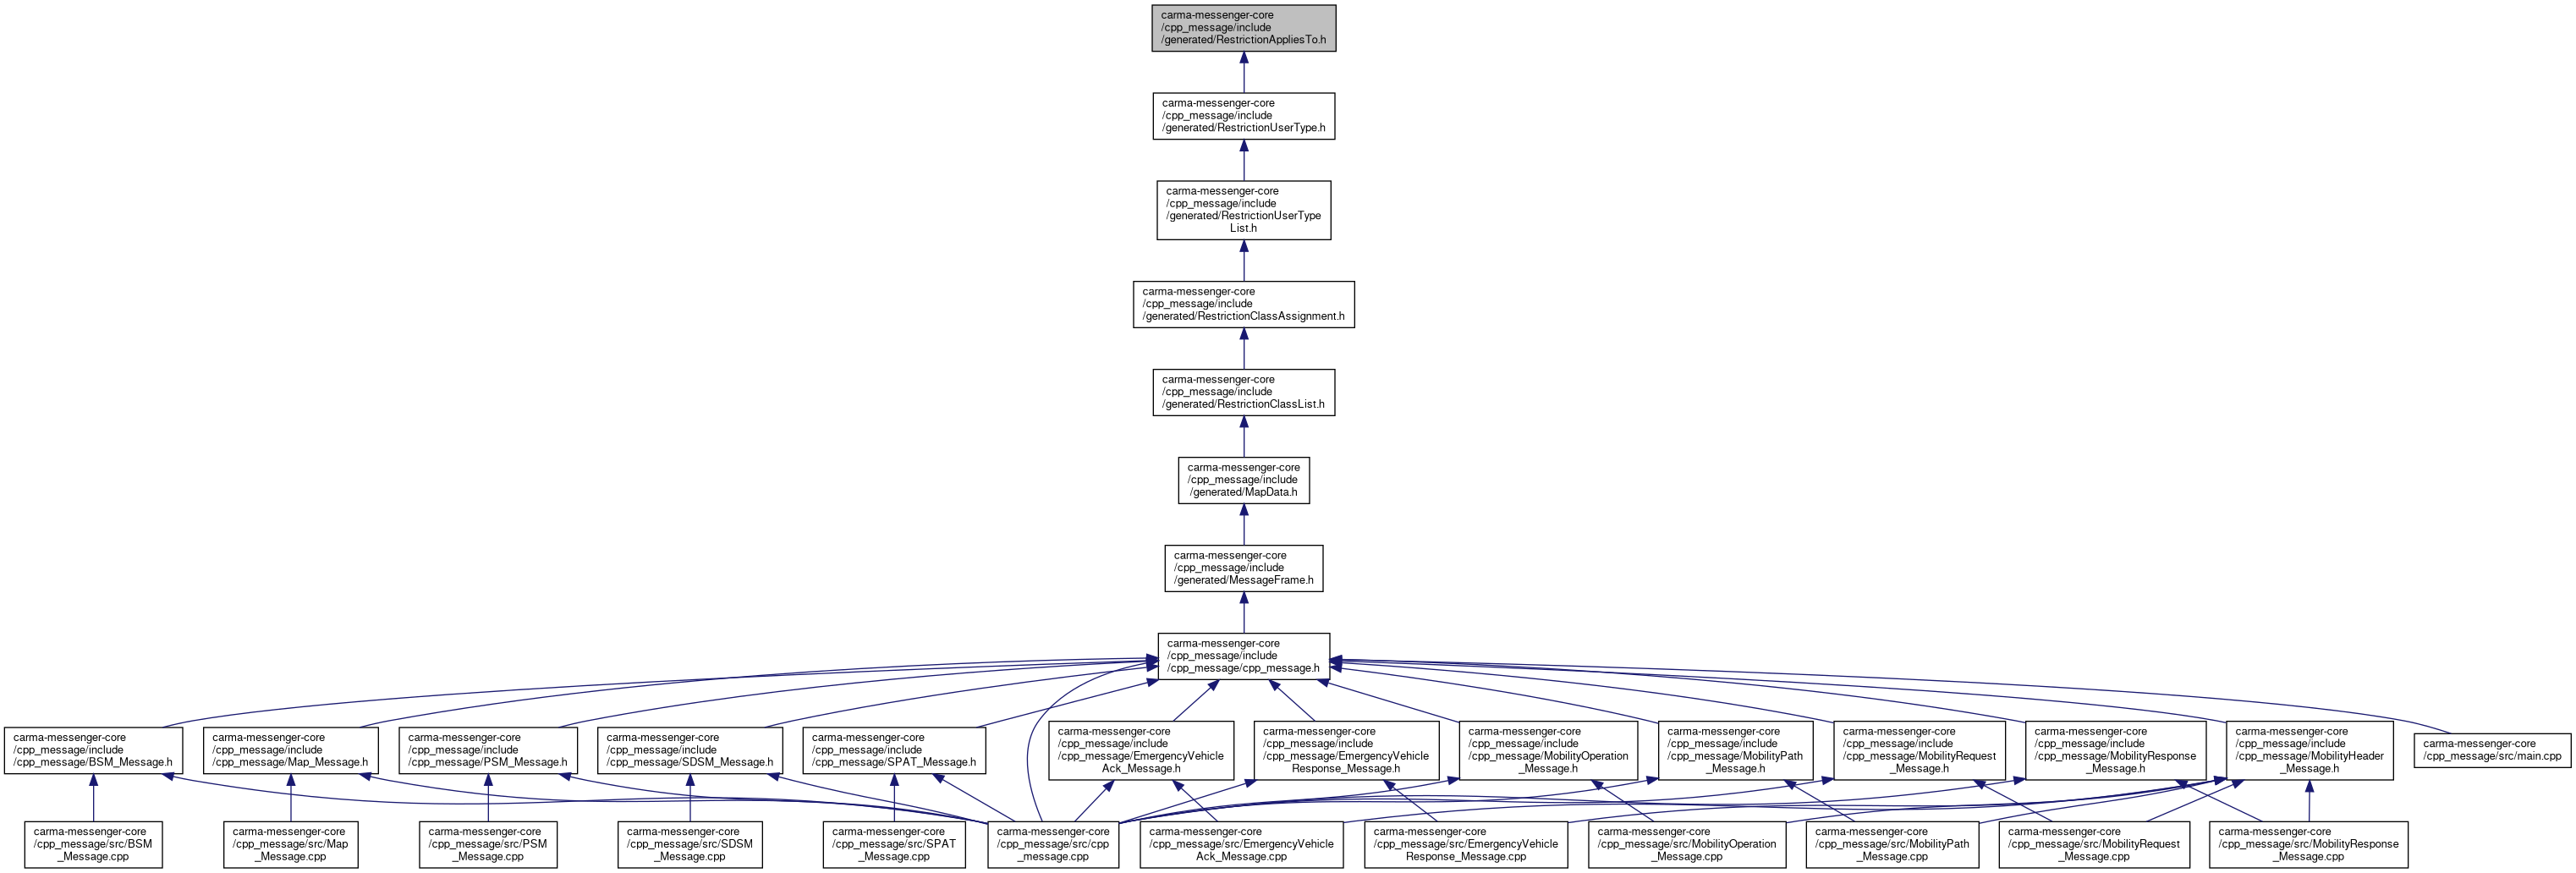 carma-messenger-core
/cpp_message/include
/generated/RestrictionAppliesTo.h
carma-messenger-core
/cpp_message/include
/generated/RestrictionUserType.h
carma-messenger-core
/cpp_message/include
/generated/RestrictionUserType
List.h
carma-messenger-core
/cpp_message/include
/generated/RestrictionClassAssignment.h
carma-messenger-core
/cpp_message/include
/generated/RestrictionClassList.h
carma-messenger-core
/cpp_message/include
/generated/MapData.h
carma-messenger-core
/cpp_message/include
/generated/MessageFrame.h
carma-messenger-core
/cpp_message/include
/cpp_message/cpp_message.h
carma-messenger-core
/cpp_message/include
/cpp_message/BSM_Message.h
carma-messenger-core
/cpp_message/include
/cpp_message/Map_Message.h
carma-messenger-core
/cpp_message/include
/cpp_message/PSM_Message.h
carma-messenger-core
/cpp_message/include
/cpp_message/SDSM_Message.h
carma-messenger-core
/cpp_message/include
/cpp_message/SPAT_Message.h
carma-messenger-core
/cpp_message/include
/cpp_message/EmergencyVehicle
Ack_Message.h
carma-messenger-core
/cpp_message/include
/cpp_message/EmergencyVehicle
Response_Message.h
carma-messenger-core
/cpp_message/include
/cpp_message/MobilityOperation
_Message.h
carma-messenger-core
/cpp_message/include
/cpp_message/MobilityPath
_Message.h
carma-messenger-core
/cpp_message/include
/cpp_message/MobilityRequest
_Message.h
carma-messenger-core
/cpp_message/include
/cpp_message/MobilityResponse
_Message.h
carma-messenger-core
/cpp_message/include
/cpp_message/MobilityHeader
_Message.h
carma-messenger-core
/cpp_message/src/main.cpp
carma-messenger-core
/cpp_message/src/BSM
_Message.cpp
carma-messenger-core
/cpp_message/src/Map
_Message.cpp
carma-messenger-core
/cpp_message/src/PSM
_Message.cpp
carma-messenger-core
/cpp_message/src/SDSM
_Message.cpp
carma-messenger-core
/cpp_message/src/SPAT
_Message.cpp
carma-messenger-core
/cpp_message/src/cpp
_message.cpp
carma-messenger-core
/cpp_message/src/EmergencyVehicle
Ack_Message.cpp
carma-messenger-core
/cpp_message/src/EmergencyVehicle
Response_Message.cpp
carma-messenger-core
/cpp_message/src/MobilityOperation
_Message.cpp
carma-messenger-core
/cpp_message/src/MobilityPath
_Message.cpp
carma-messenger-core
/cpp_message/src/MobilityRequest
_Message.cpp
carma-messenger-core
/cpp_message/src/MobilityResponse
_Message.cpp